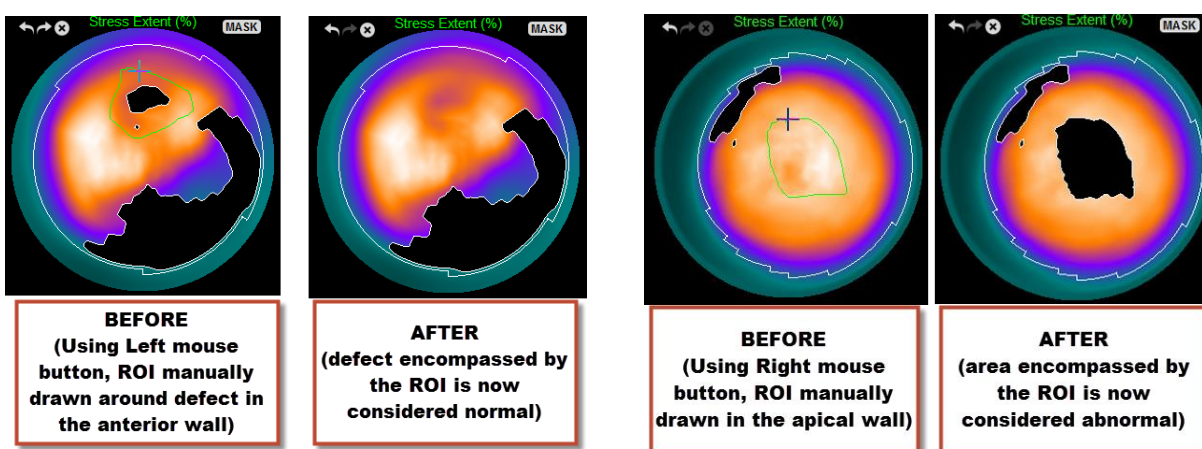 Stress Extent (%)
MASK
Stress Extent (%)
MASK
Stress Extent (%)
MASK
Stress Extent (%)
MASK
BEFORE
(Using Left mouse
button, ROI manually
drawn around defect in
the anterior wall)
AFTER
(defect encompassed by
the ROI is now
considered normal)
BEFORE
(Using Right mouse
button, ROI manually
drawn in the apical wall)
AFTER
(area encompassed by
the ROI is now
considered abnormal)